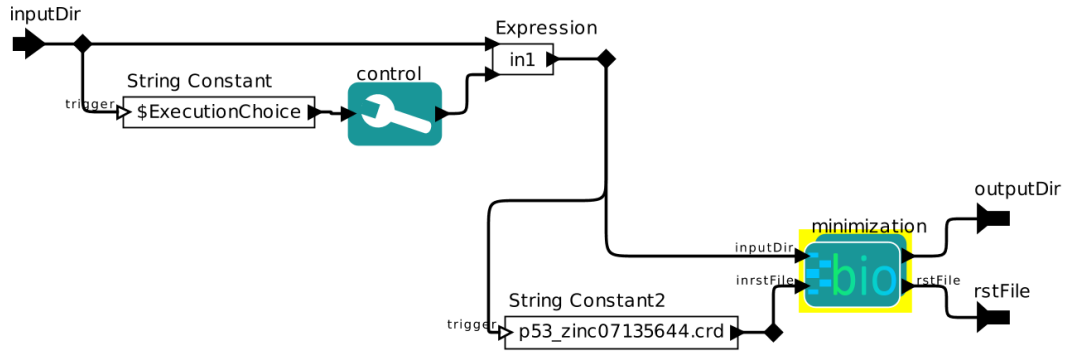 inputDir
Expression
in1
String Constant
control
trigger
$ExecutionChoice
outputDir
minimization
inputDir
bio
inrstFile
rstFile
rstFile
String Constant2
trigger
p53_zinc07135644.crd